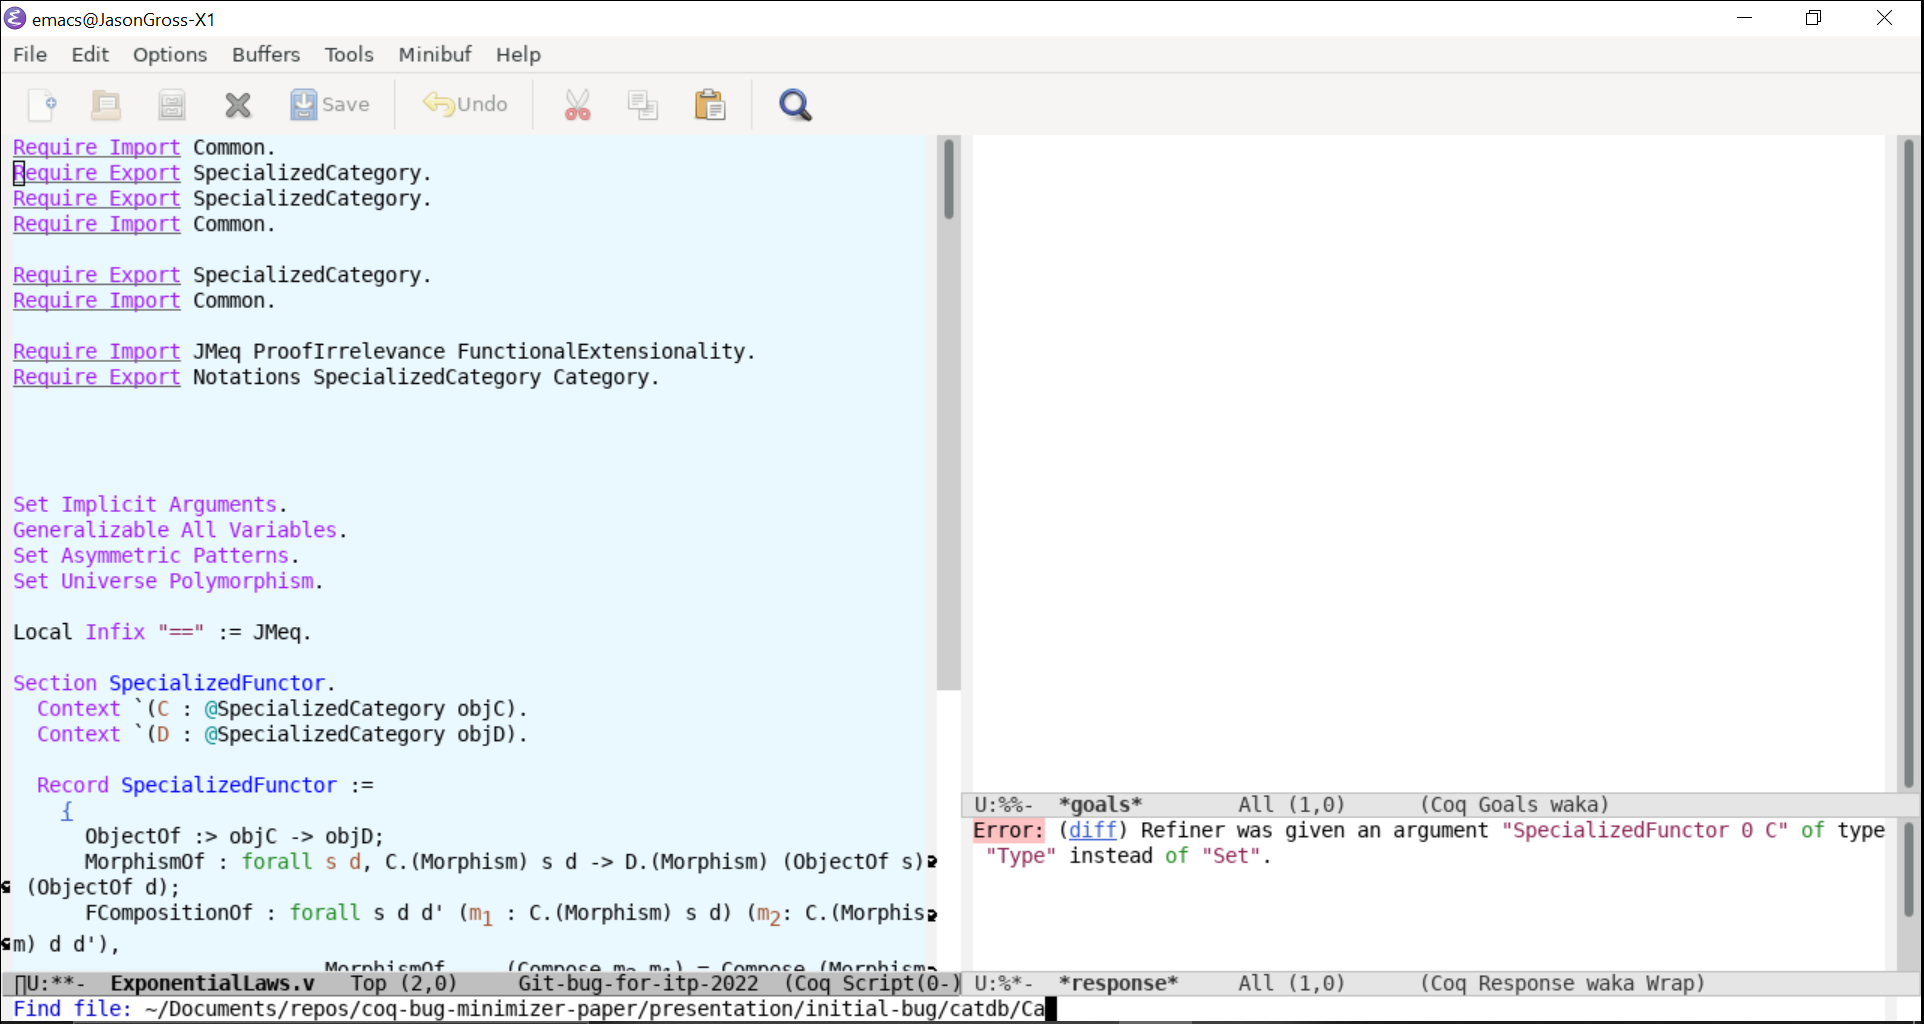 emacs@JasonGross-X1
File Edit Options Buffers Tools Minibuf Help
Save Undo
Require Import Common.
Require Export SpecializedCategory.
Require Export SpecializedCategory.
Require Import Common.
Require Export SpecializedCategory.
Require Import Common.
Require Import JMeq ProofIrrelevance FunctionalExtensionality.
Require Export Notations SpecializedCategory Category.
Set Implicit Arguments.
Generalizable All Variables.
Set Asymmetric Patterns.
Set Universe Polymorphism.
Local Infix "==" := JMeq.
Section SpecializedFunctor.
Context `(C : @SpecializedCategory objC).
Context `(D : @SpecializedCategory objD).
Record SpecializedFunctor :=
{
ObjectOf :> objC -> objD;
MorphismOf : forall s d, C.(Morphism) s d -> D.(Morphism) (ObjectOf s)
(ObjectOf d);
FCompositionOf : forall s d d' (m₁ : C.(Morphism) s d) (m₂: C.(Morphis
m) d d'),
MorphismOf _ _ (Compose m₂ m₁) = Compose (Morphism
U:**- ExponentialLaws.v Top (2,0) Git-bug-for-itp-2022 (Coq Script(0-)
U:%%- *goals* All (1,0) (Coq Goals waka)
Error: (diff) Refiner was given an argument "SpecializedFunctor 0 C" of type
"Type" instead of "Set".
U:%*- *response* All (1,0) (Coq Response waka Wrap)
Find file: ~/Documents/repos/coq-bug-minimizer-paper/presentation/initial-bug/catdb/Ca